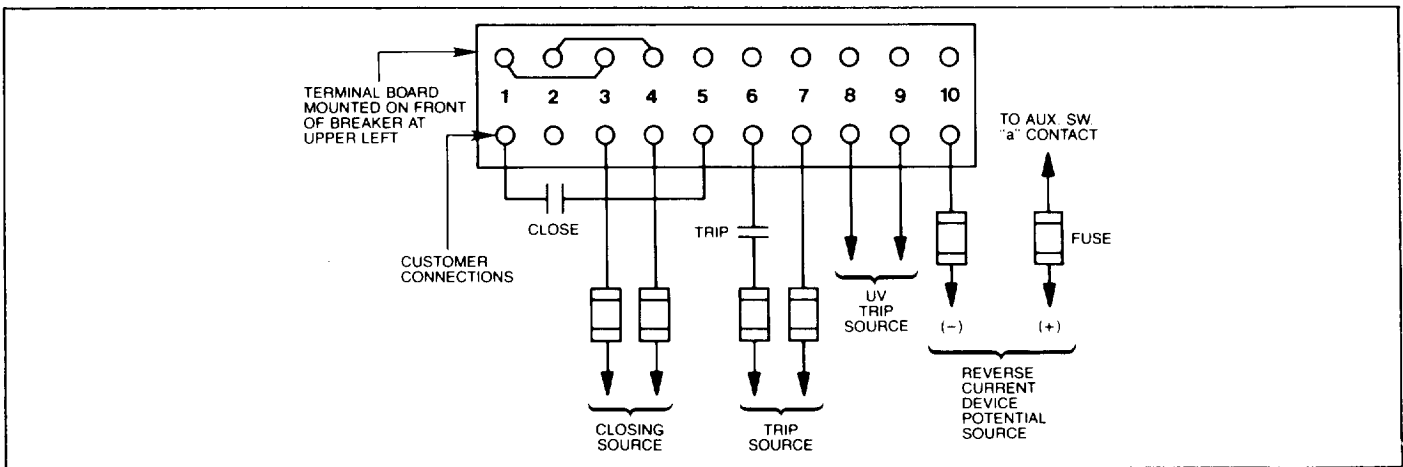 TERMINAL BOARD
MOUNTED ON FRONT
OF BREAKER AT
UPPER LEFT
1 2 3 4 5 6 7 8 9 10
TO AUX. SW.
"a" CONTACT
CLOSE
TRIP
FUSE
CUSTOMER
CONNECTIONS
UV
TRIP
SOURCE
(-) (+)
REVERSE
CURRENT
DEVICE
POTENTIAL
SOURCE
CLOSING
SOURCE
TRIP
SOURCE